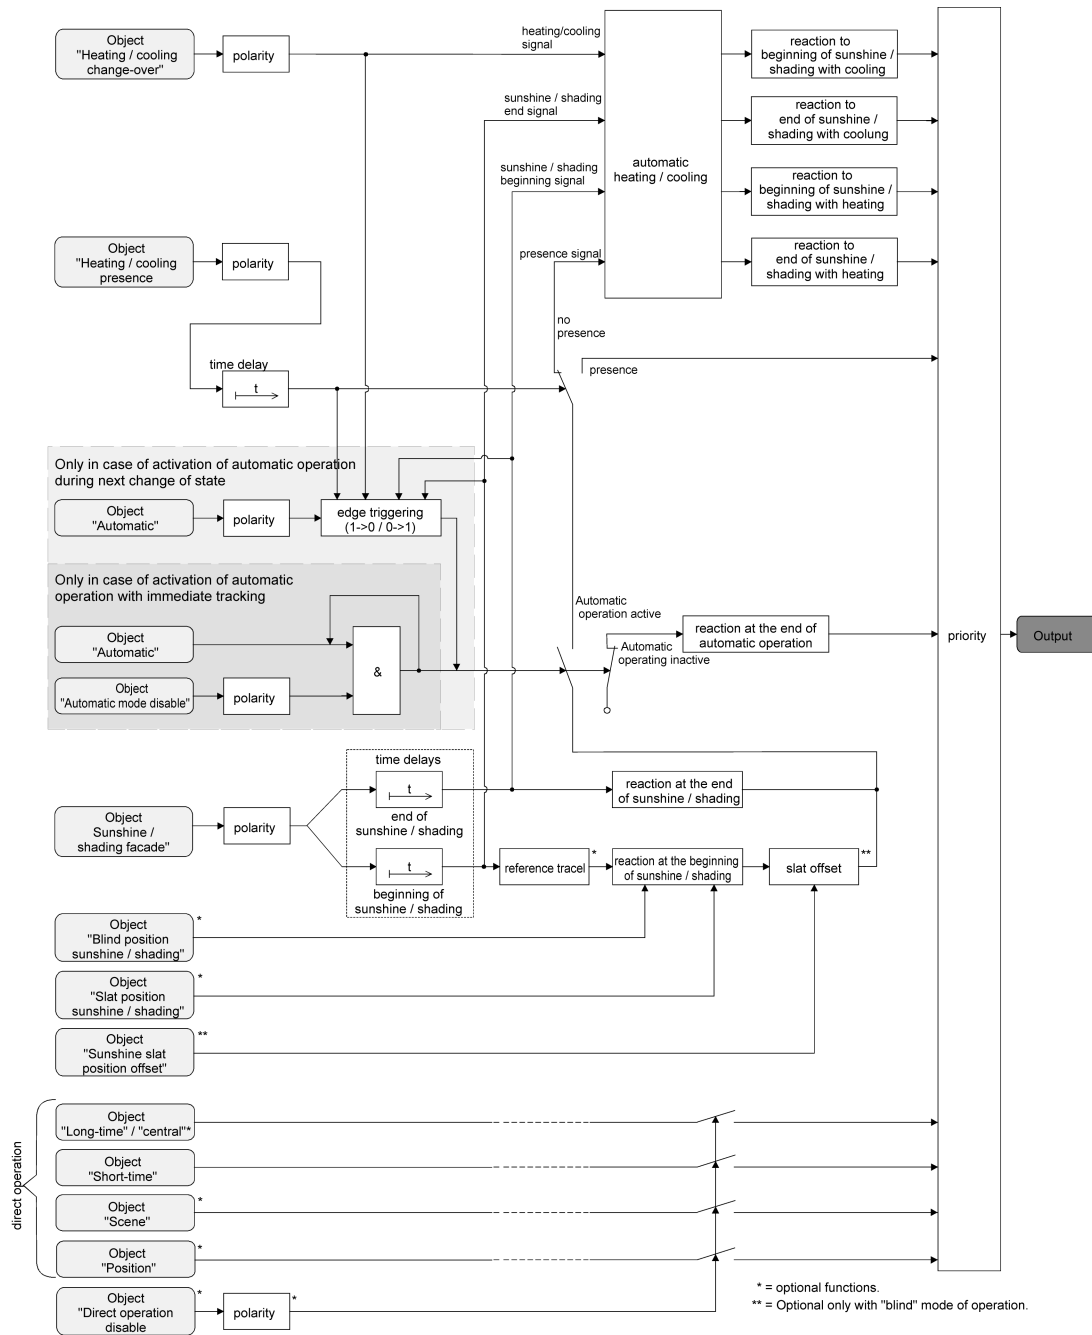 Object
"Heating / cooling
change-over"
polarity
heating/cooling
signal
reaction to
beginning of sunshine /
shading with cooling
sunshine / shading
end signal
reaction to
end of sunshine /
shading with coolung
sunshine / shading
beginning signal
automatic
heating / cooling
reaction to
beginning of sunshine /
shading with heating
Object
"Heating / cooling
presence
polarity
presence signal
reaction to
end of sunshine /
shading with heating
no
presence
presence
time delay
t
Only in case of activation of automatic operation
during next change of state
Object
"Automatic"
polarity
edge triggering
(1->0 / 0->1)
Only in case of activation of automatic
operation with immediate tracking
Object
"Automatic"
Object
"Automatic mode disable"
polarity
&
Automatic
operation active
Automatic
operating inactive
reaction at the end of
automatic operation
priority
Output
time delays
t
end of
sunshine / shading
reaction at the end
of sunshine / shading
Object
Sunshine /
shading facade"
polarity
t
beginning of
sunshine / shading
reference tracel
*
reaction at the beginning
of sunshine / shading
slat offset
**
Object
"Blind position
sunshine / shading"
*
Object
"Slat position
sunshine / shading"
*
Object
"Sunshine slat
position offset"
**
direct operation
Object
"Long-time" / "central"*
Object
"Short-time"
Object
"Scene"
*
Object
"Position"
*
Object
"Direct operation
disable
*
polarity
*
* = optional functions.
** = Optional only with "blind" mode of operation.